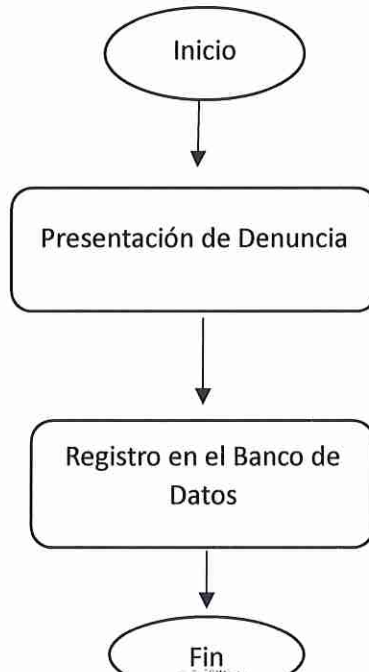 Inicio
Presentación de Denuncia
Registro en el Banco de
Datos
Fin